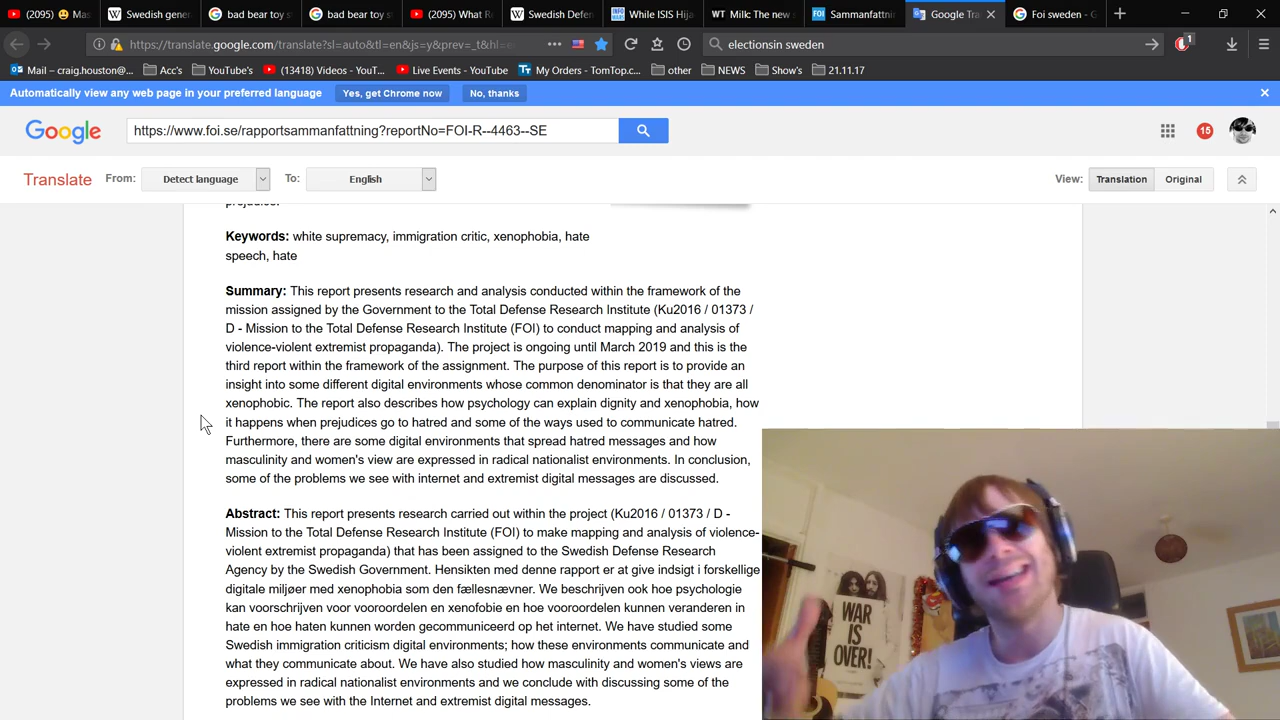 (2095) 😃 Mas
Swedish gener
bad bear toy s
bad bear toy st
(2095) What R
Swedish Defen
INFO WARS While ISIS Hija
WT Milk: The new s
FOI Sammanfattnin
Google Tra
Foi sweden - G
https://translate.google.com/translate?sl=auto&tl=en&js=y&prev=_t&hl=e
electionsin sweden
1
Mail – craig.houston@...
Acc's
YouTube's
(13418) Videos - YouT...
Live Events - YouTube
My Orders - TomTop.c...
other
NEWS
Show's
21.11.17
Automatically view any web page in your preferred language
Yes, get Chrome now
No, thanks
Google
https://www.foi.se/rapportsammanfattning?reportNo=FOI-R--4463--SE
15
Translate
From:
Detect language
To:
English
View:
Translation
Original
prejudice.
Keywords: white supremacy, immigration critic, xenophobia, hate
speech, hate
Summary: This report presents research and analysis conducted within the framework of the
mission assigned by the Government to the Total Defense Research Institute (Ku2016 / 01373 /
D - Mission to the Total Defense Research Institute (FOI) to conduct mapping and analysis of
violence-violent extremist propaganda). The project is ongoing until March 2019 and this is the
third report within the framework of the assignment. The purpose of this report is to provide an
insight into some different digital environments whose common denominator is that they are all
xenophobic. The report also describes how psychology can explain dignity and xenophobia, how
it happens when prejudices go to hatred and some of the ways used to communicate hatred.
Furthermore, there are some digital environments that spread hatred messages and how
masculinity and women's view are expressed in radical nationalist environments. In conclusion,
some of the problems we see with internet and extremist digital messages are discussed.
Abstract: This report presents research carried out within the project (Ku2016 / 01373 / D -
Mission to the Total Defense Research Institute (FOI) to make mapping and analysis of violence-
violent extremist propaganda) that has been assigned to the Swedish Defense Research
Agency by the Swedish Government. Hensikten med denne rapport er at give indsigt i forskellige
digitale miljøer med xenophobia som den fællesnævner. We beschrijven ook hoe psychologie
kan voorschrijven voor vooroordelen en xenofobie en hoe vooroordelen kunnen veranderen in
hate en hoe haten kunnen worden gecommuniceerd op het internet. We have studied some
Swedish immigration criticism digital environments; how these environments communicate and
what they communicate about. We have also studied how masculinity and women's views are
expressed in radical nationalist environments and we conclude with discussing some of the
problems we see with the Internet and extremist digital messages.
WAR
IS
OVER!